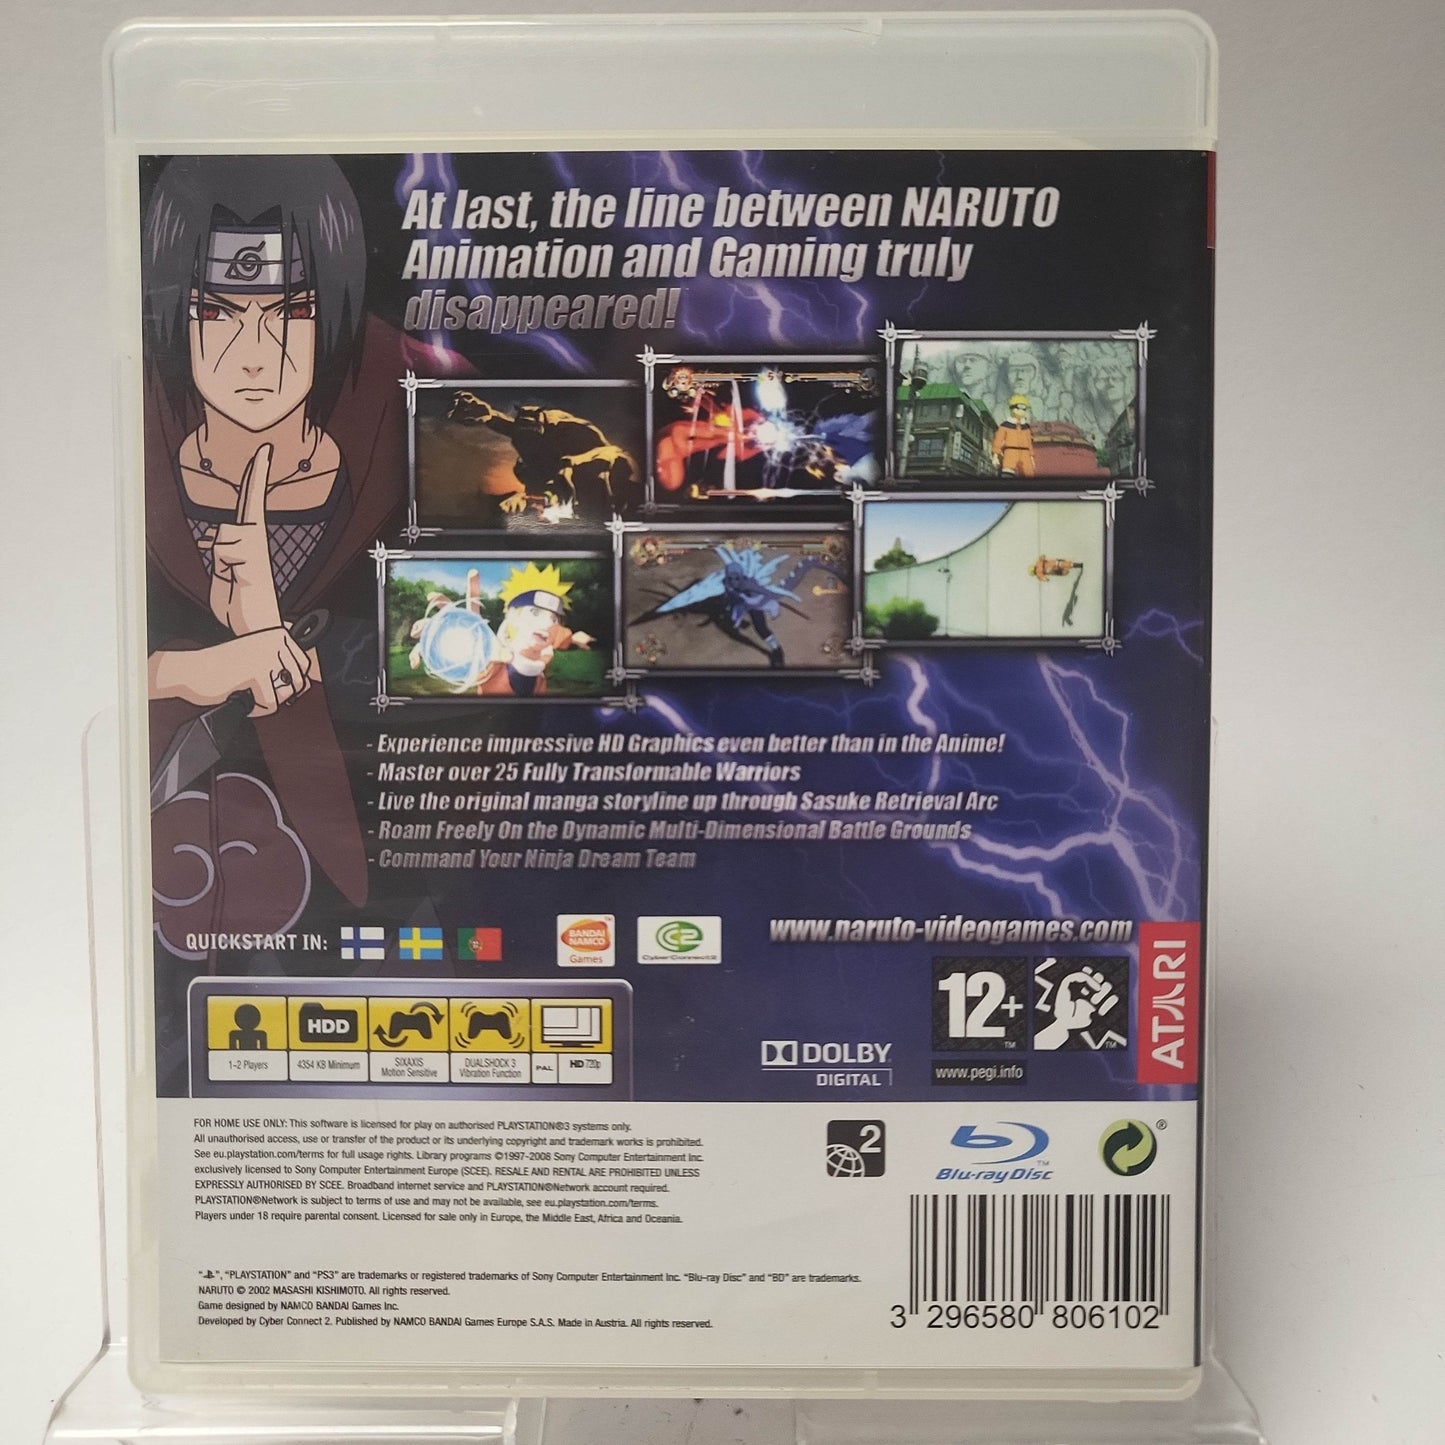 At last, the line between NARUTO
Animation and Gaming truly
disappeared!
- Experience impressive HD Graphics even better than in the Anime!
- Master over 25 Fully Transformable Warriors
- Live the original manga storyline up through Sasuke Retrieval Arc
- Roam Freely On the Dynamic Multi-Dimensional Battle Grounds
- Command Your Ninja Dream Team
QUICKSTART IN:
BANDAI
NAMCO
Games
CyberConnect2
www.naruto-videogames.com
ATARI
12+
TM
TM
www.pegi.info
HDD
1-2 Players
4354 KB Minimum
SIXAXIS
Motion Sensitive
DUALSHOCK 3
Vibration Function
PAL
HD 720p
DOLBY
DIGITAL
FOR HOME USE ONLY: This software is licensed for play on authorised PLAYSTATION®3 systems only.
All unauthorised access, use or transfer of the product or its underlying copyright and trademark works is prohibited.
See eu.playstation.com/terms for full usage rights. Library programs ©1997-2008 Sony Computer Entertainment Inc.
exclusively licensed to Sony Computer Entertainment Europe (SCEE). RESALE AND RENTAL ARE PROHIBITED UNLESS
EXPRESSLY AUTHORISED BY SCEE. Broadband internet service and PLAYSTATION®Network account required.
PLAYSTATION®Network is subject to terms of use and may not be available, see eu.playstation.com/terms.
Players under 18 require parental consent. Licensed for sale only in Europe, the Middle East, Africa and Oceania.
2
Blu-ray Disc
TM
®
"PS", "PLAYSTATION" and "PS3" are trademarks or registered trademarks of Sony Computer Entertainment Inc. "Blu-ray Disc" and "BD" are trademarks.
NARUTO © 2002 MASASHI KISHIMOTO. All rights reserved.
Game designed by NAMCO BANDAI Games Inc.
Developed by Cyber Connect 2. Published by NAMCO BANDAI Games Europe S.A.S. Made in Austria. All rights reserved.
3 296580 806102